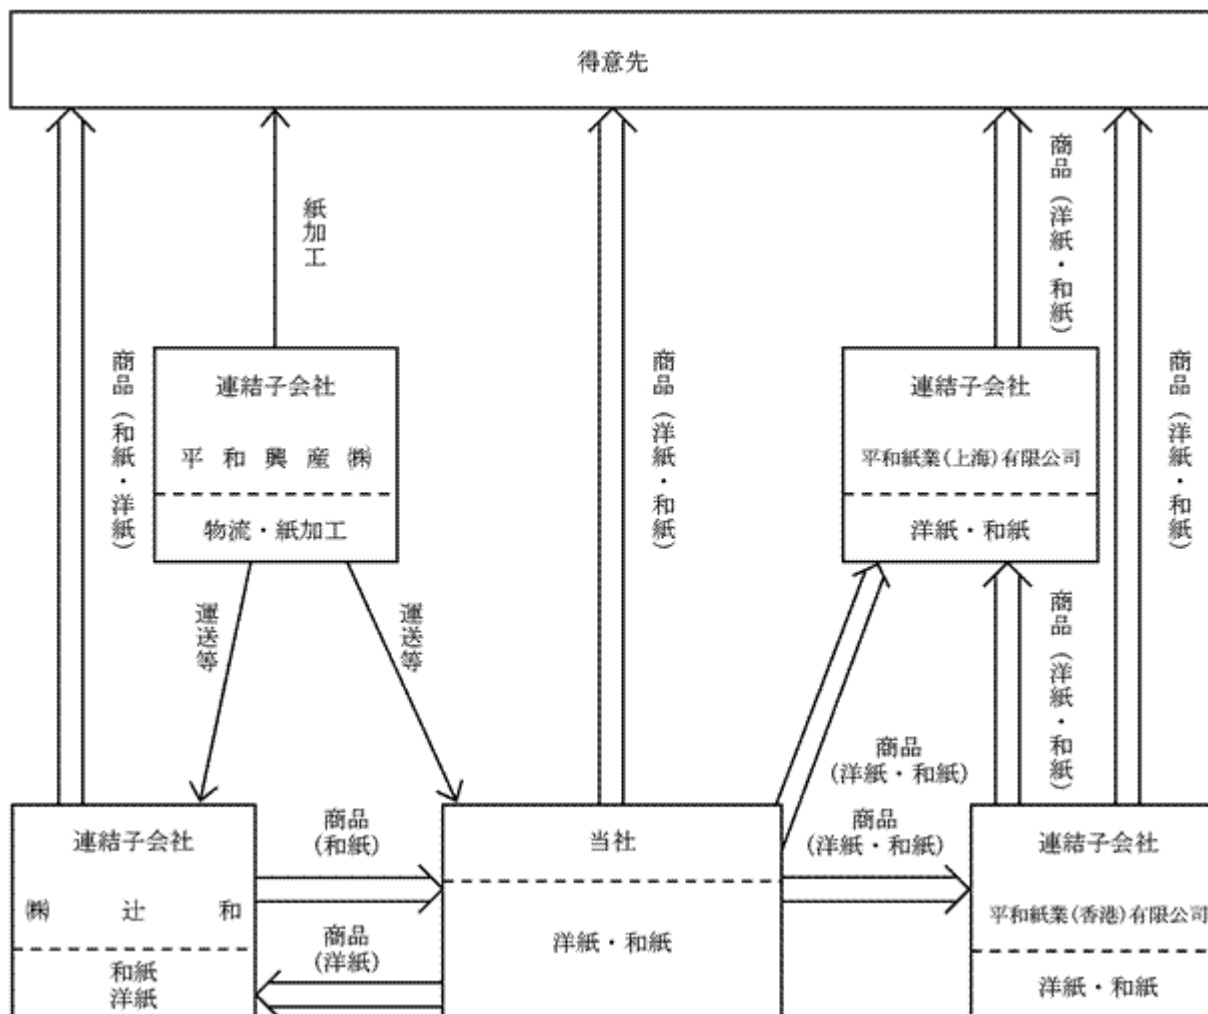 得意先
商品(洋紙・和紙)
紙加工
商品(和紙・洋紙)
連結子会社
平和興産㈱
物流・紙加工
商品(洋紙・和紙)
連結子会社
平和紙業(上海)有限公司
洋紙・和紙
商品(洋紙・和紙)
運送等
運送等
商品(洋紙・和紙)
商品
(洋紙・和紙)
連結子会社
㈱辻和
和紙
洋紙
商品
(和紙)
商品
(洋紙)
当社
洋紙・和紙
商品
(洋紙・和紙)
連結子会社
平和紙業(香港)有限公司
洋紙・和紙